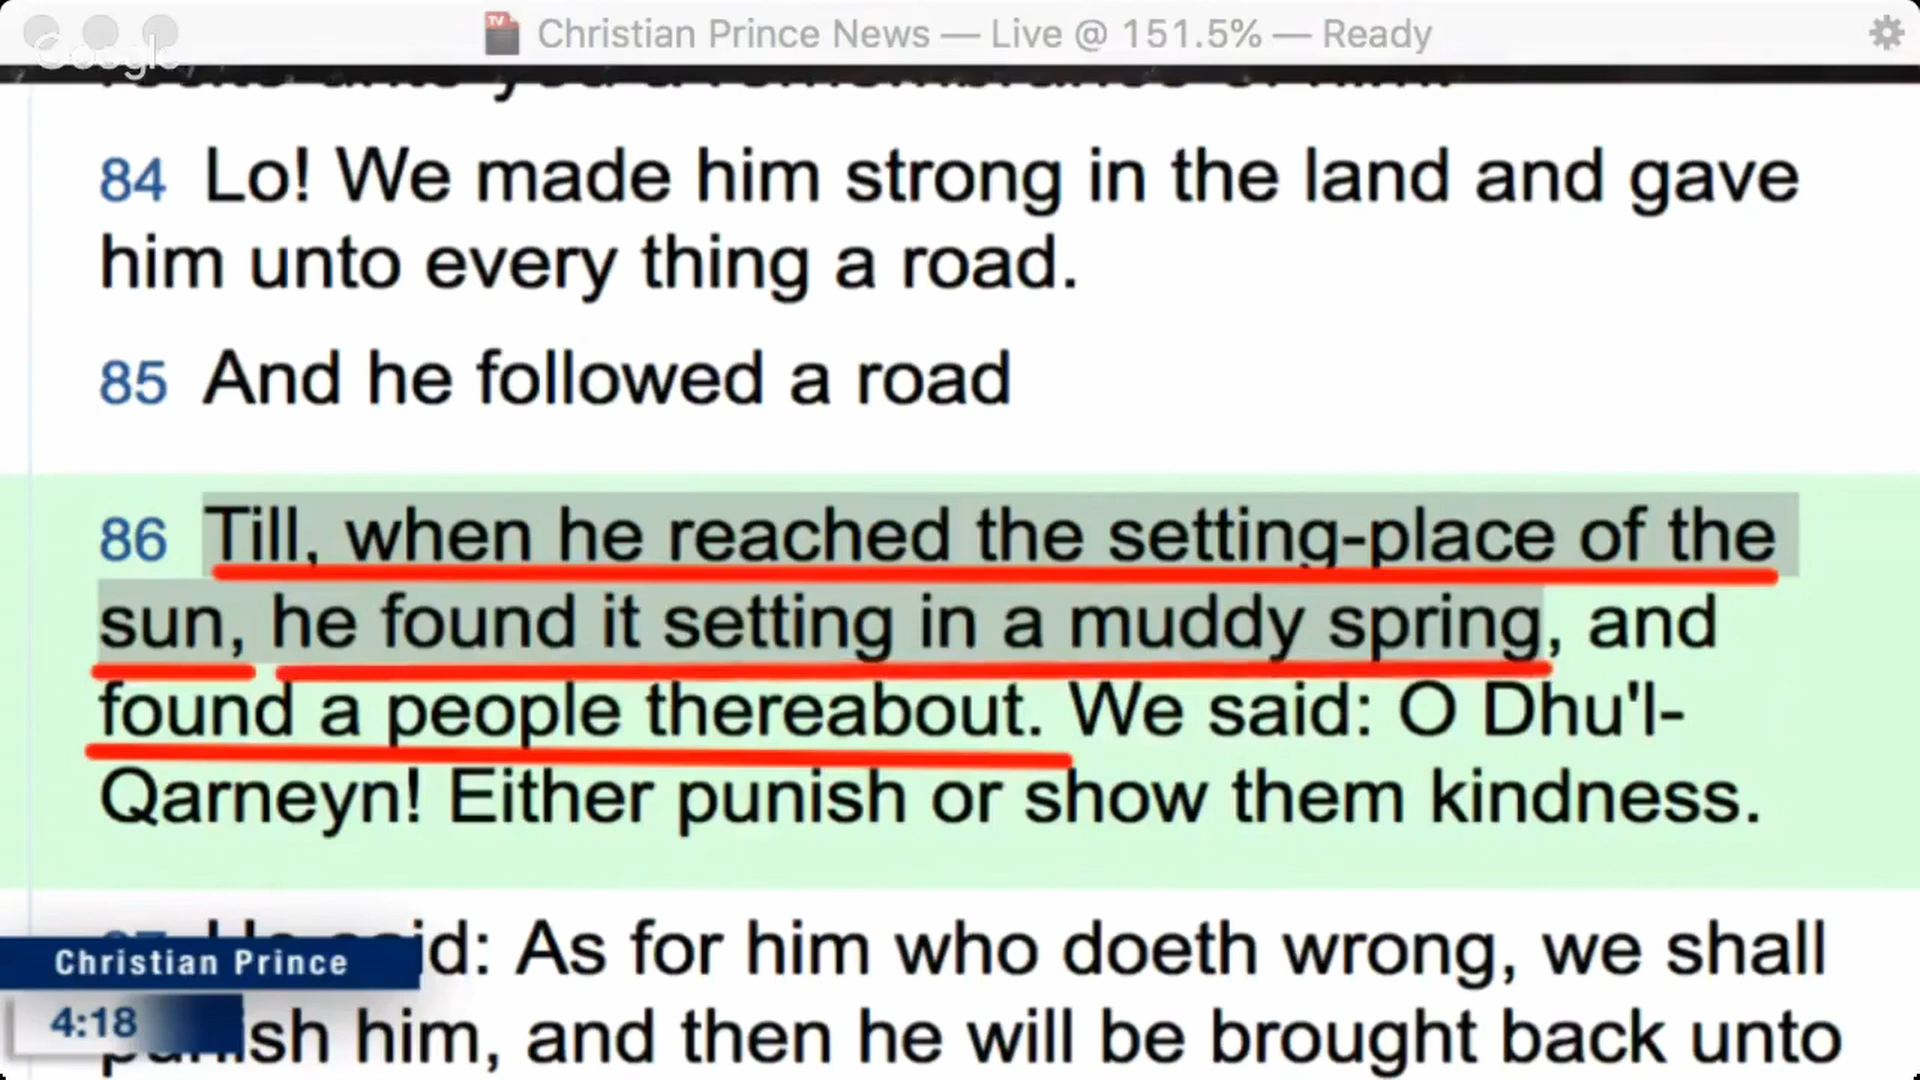 Christian Prince News — Live @ 151.5% — Ready
Google
84 Lo! We made him strong in the land and gave
him unto every thing a road.
85 And he followed a road
86 Till, when he reached the setting-place of the
sun, he found it setting in a muddy spring, and
found a people thereabout. We said: O Dhu'l-
Qarneyn! Either punish or show them kindness.
As for him who doeth wrong, we shall
him, and then he will be brought back unto
Christian Prince
4:18